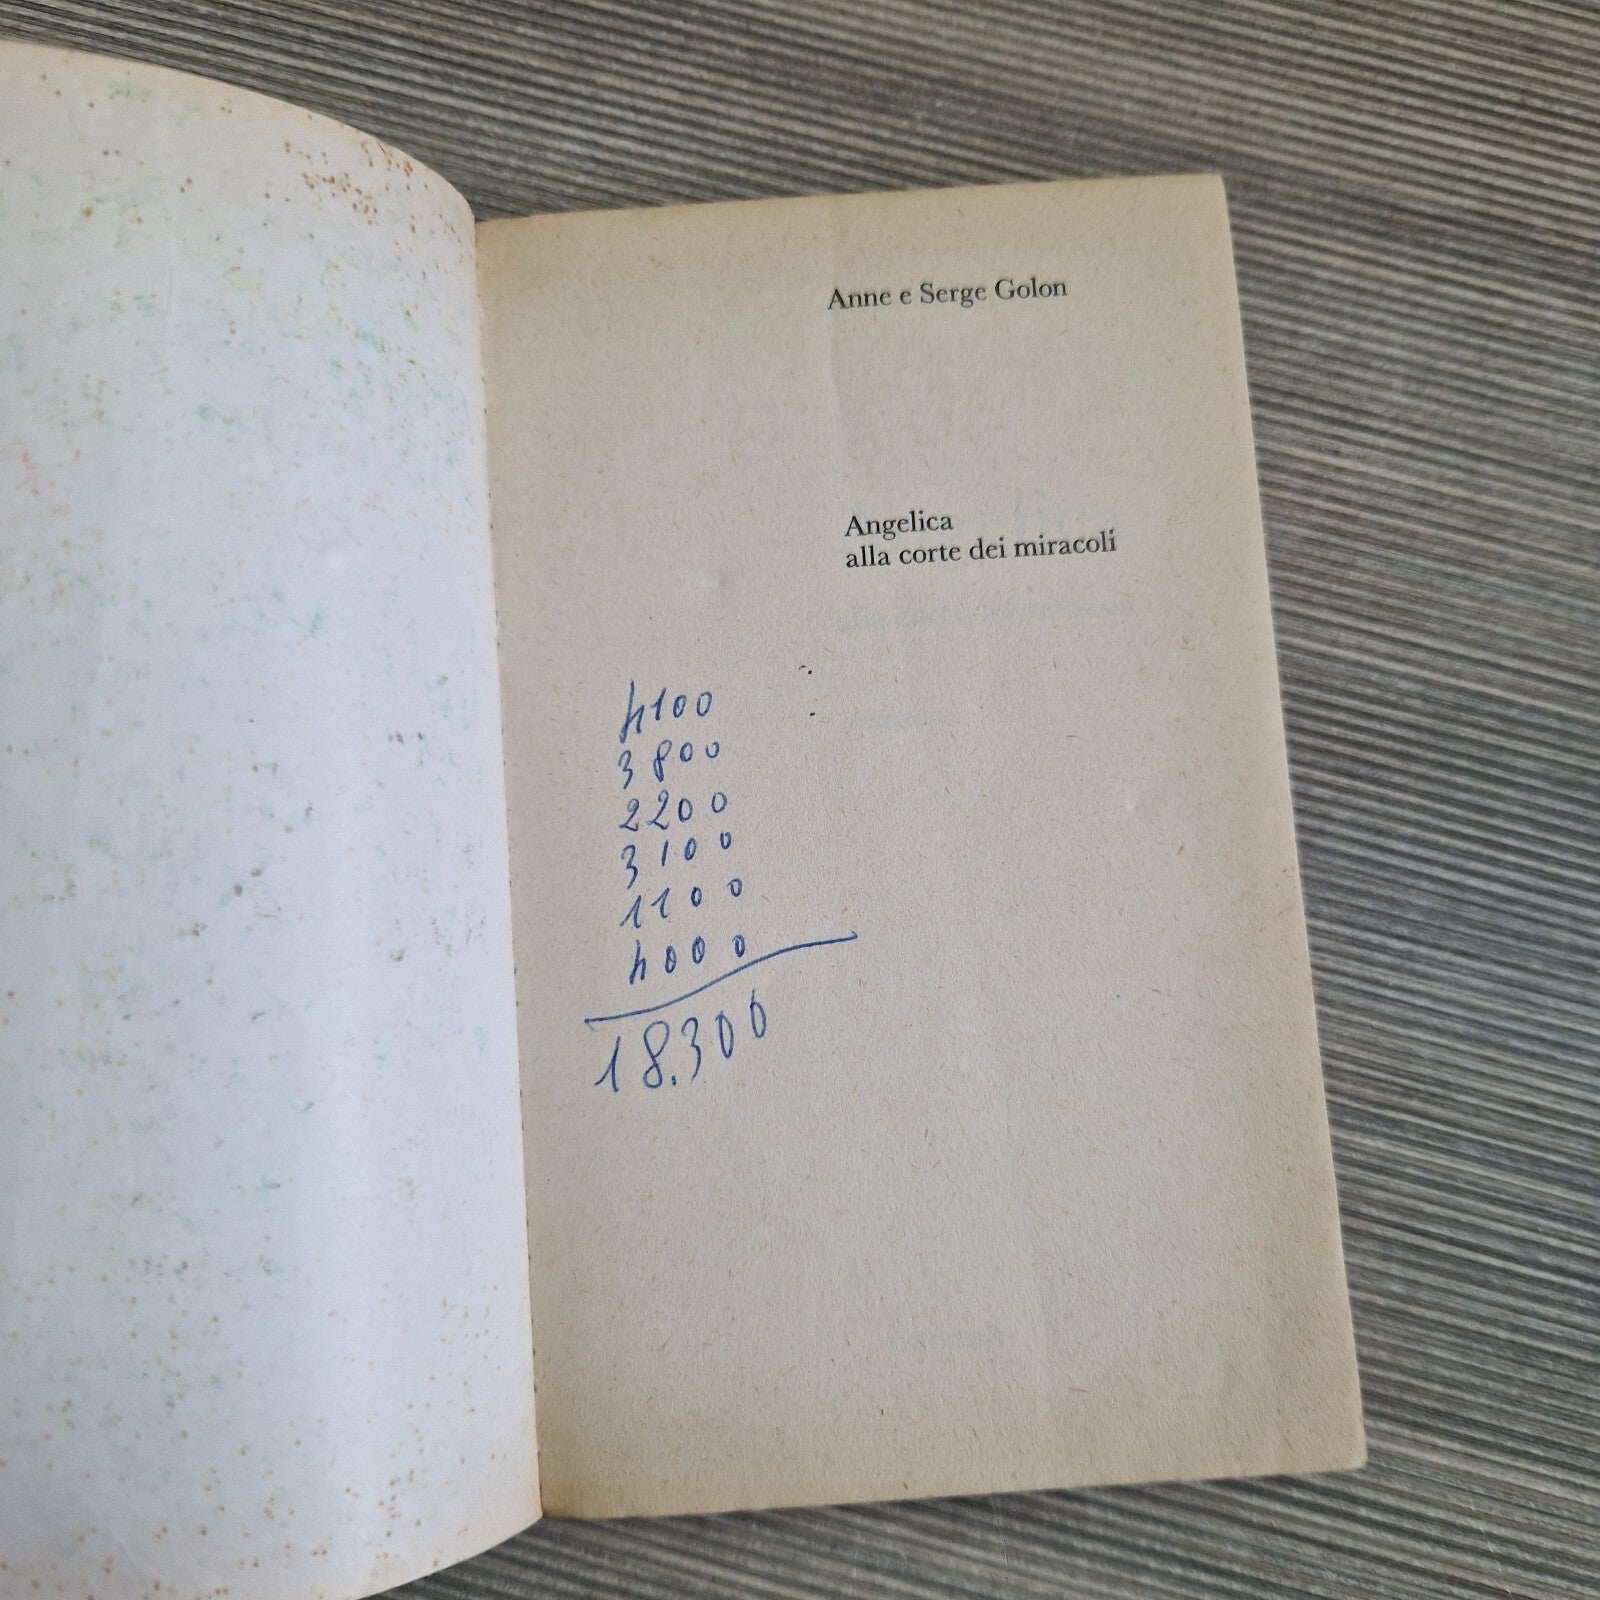 Anne e Serge Golon
Angelica
alla corte dei miracoli
4100
3800
2200
3100
1100
4000
18.300